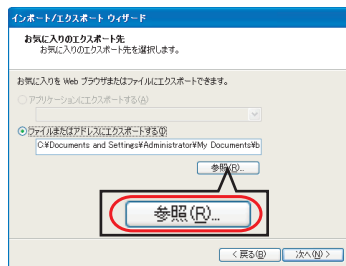 インポート/エクスポート ウィザード
お気に入りのエクスポート先
お気に入りのエクスポート先を選択します。
お気に入りを Web ブラウザまたはファイルにエクスポートできます。
アプリケーションにエクスポートする(A)
ファイルまたはアドレスにエクスポートする(D)
C:¥Documents and Settings¥Administrator¥My Documents¥b
参照(R)...
参照(R)...
< 戻る(B)
次へ(N) >